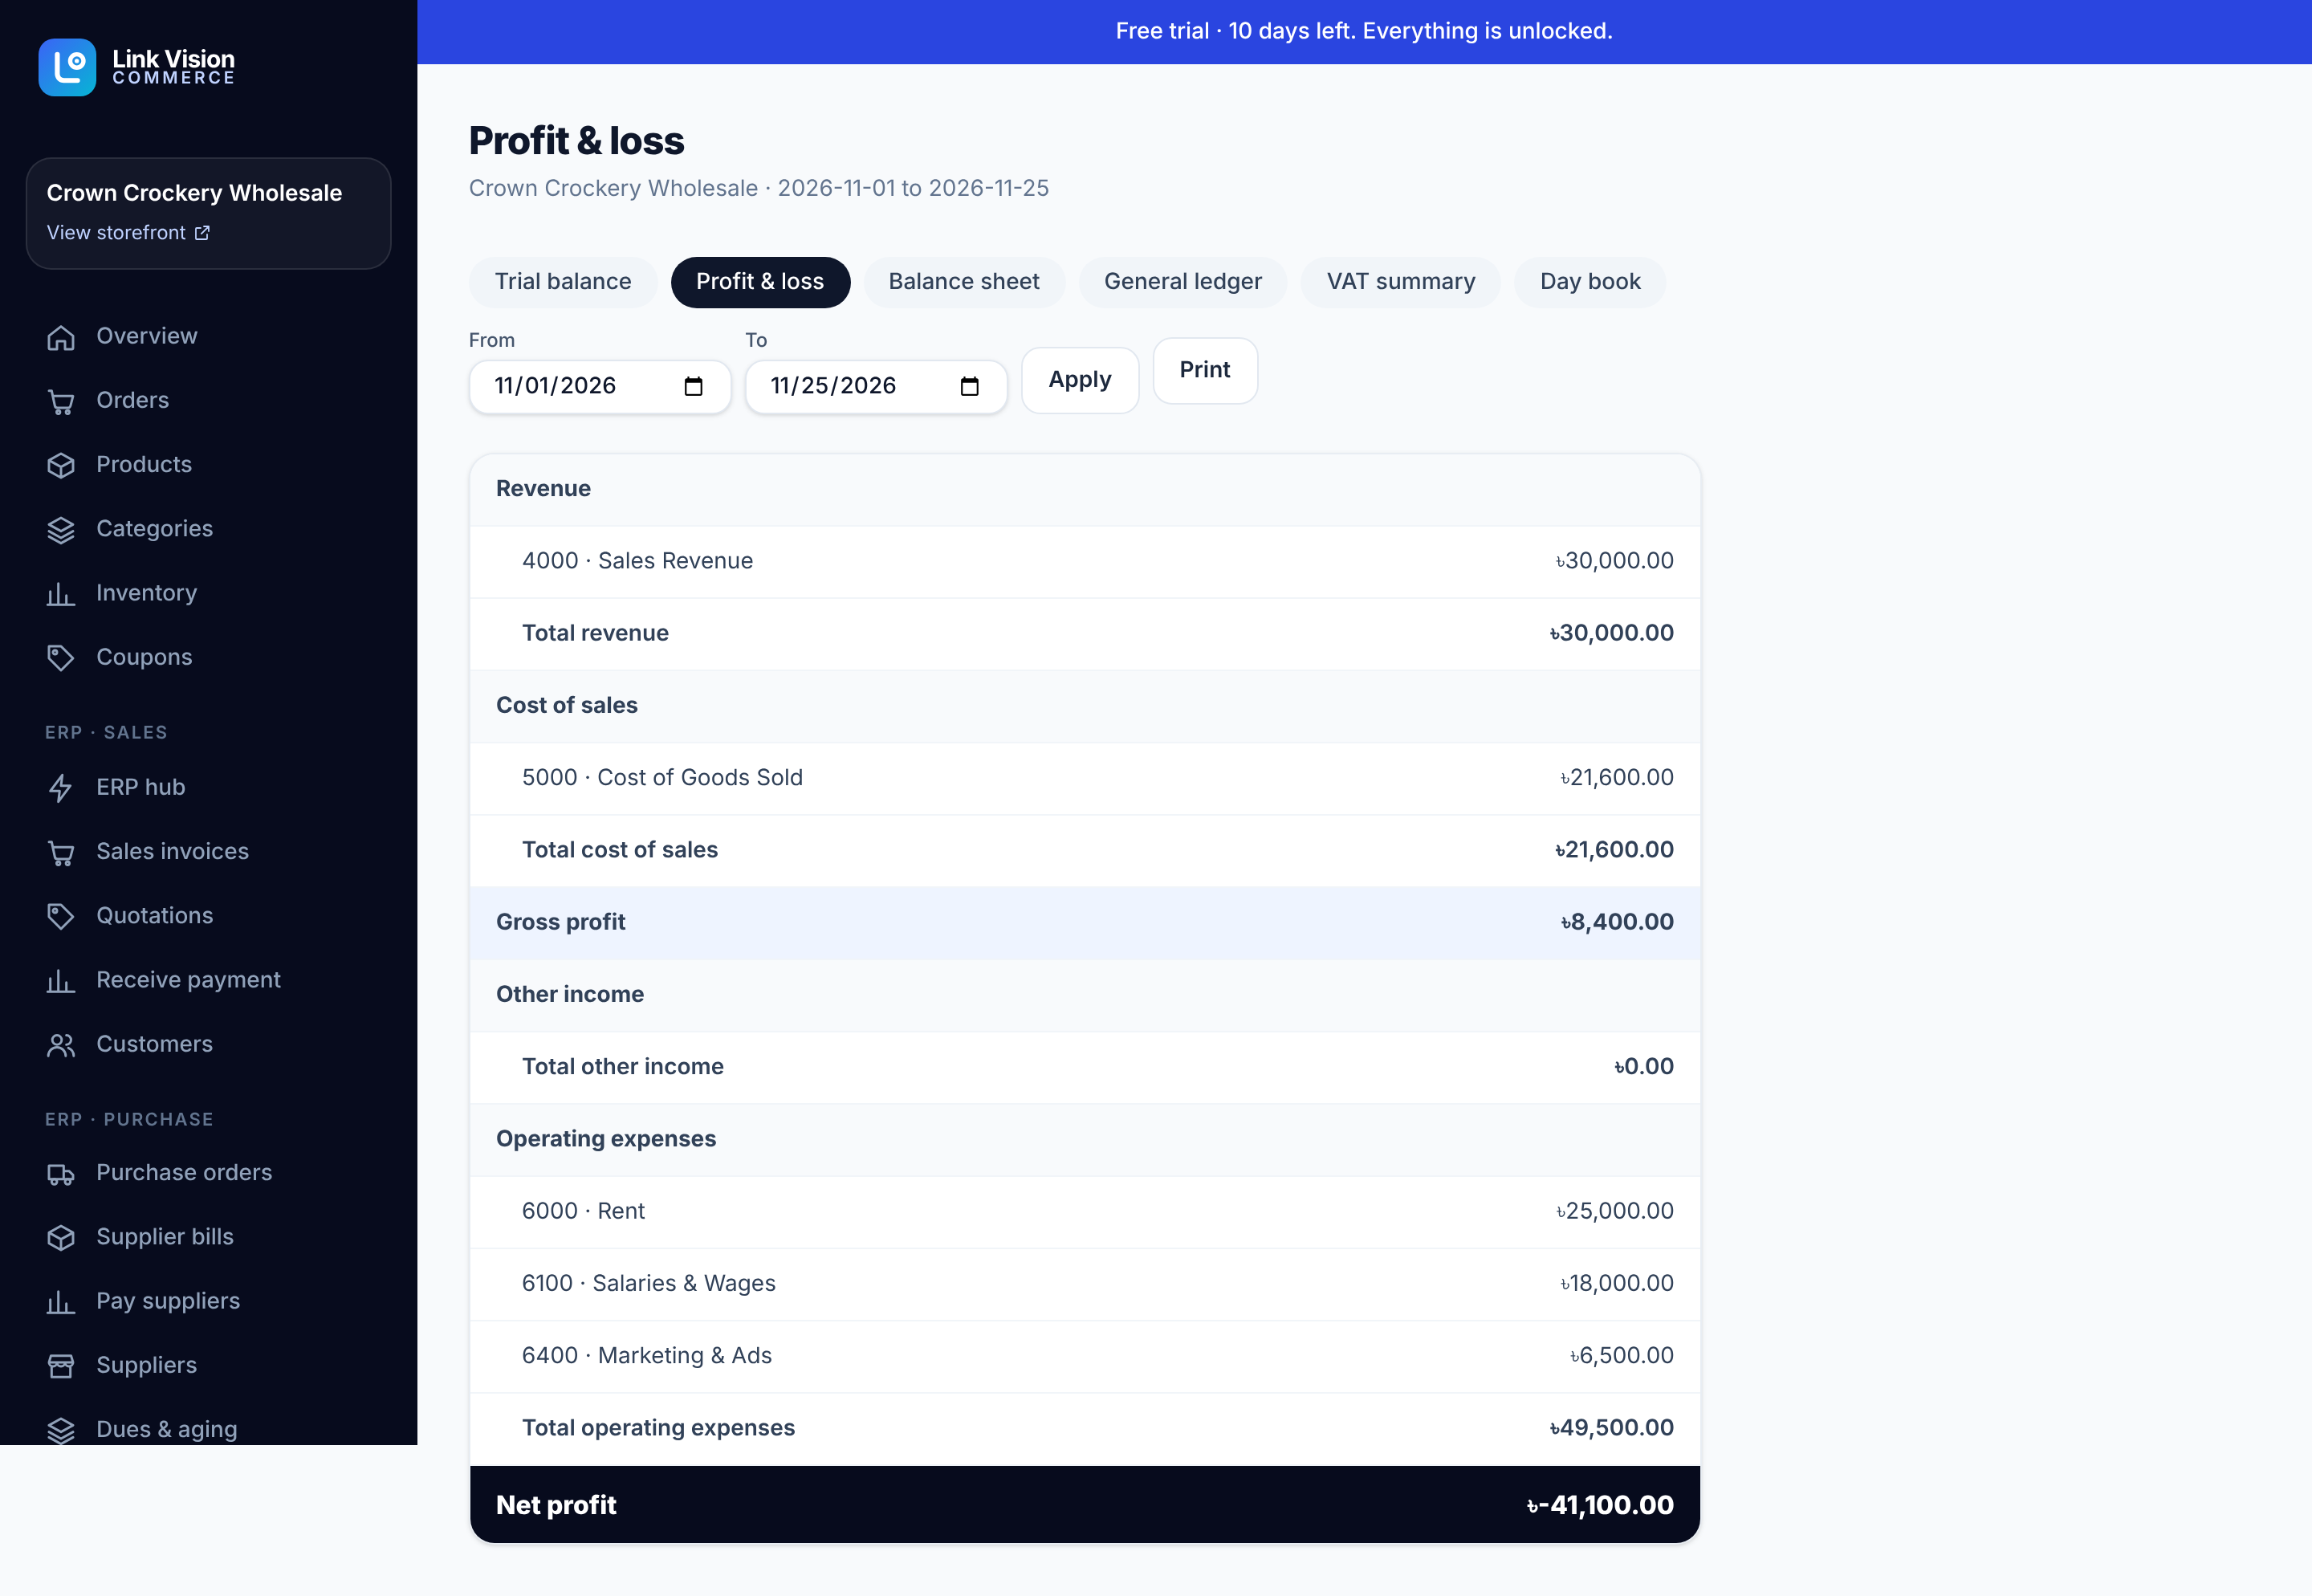 Link Vision
COMMERCE
Crown Crockery Wholesale
View storefront
Overview
Orders
Products
Categories
Inventory
Coupons
ERP · SALES
ERP hub
Sales invoices
Quotations
Receive payment
Customers
ERP · PURCHASE
Purchase orders
Supplier bills
Pay suppliers
Suppliers
Dues & aging
Free trial · 10 days left. Everything is unlocked.
Profit & loss
Crown Crockery Wholesale · 2026-11-01 to 2026-11-25
Trial balance Profit & loss Balance sheet General ledger VAT summary Day book
From To
11/01/2026 11/25/2026 Apply Print
Revenue
4000 · Sales Revenue ৳30,000.00
Total revenue ৳30,000.00
Cost of sales
5000 · Cost of Goods Sold ৳21,600.00
Total cost of sales ৳21,600.00
Gross profit ৳8,400.00
Other income
Total other income ৳0.00
Operating expenses
6000 · Rent ৳25,000.00
6100 · Salaries & Wages ৳18,000.00
6400 · Marketing & Ads ৳6,500.00
Total operating expenses ৳49,500.00
Net profit ৳-41,100.00